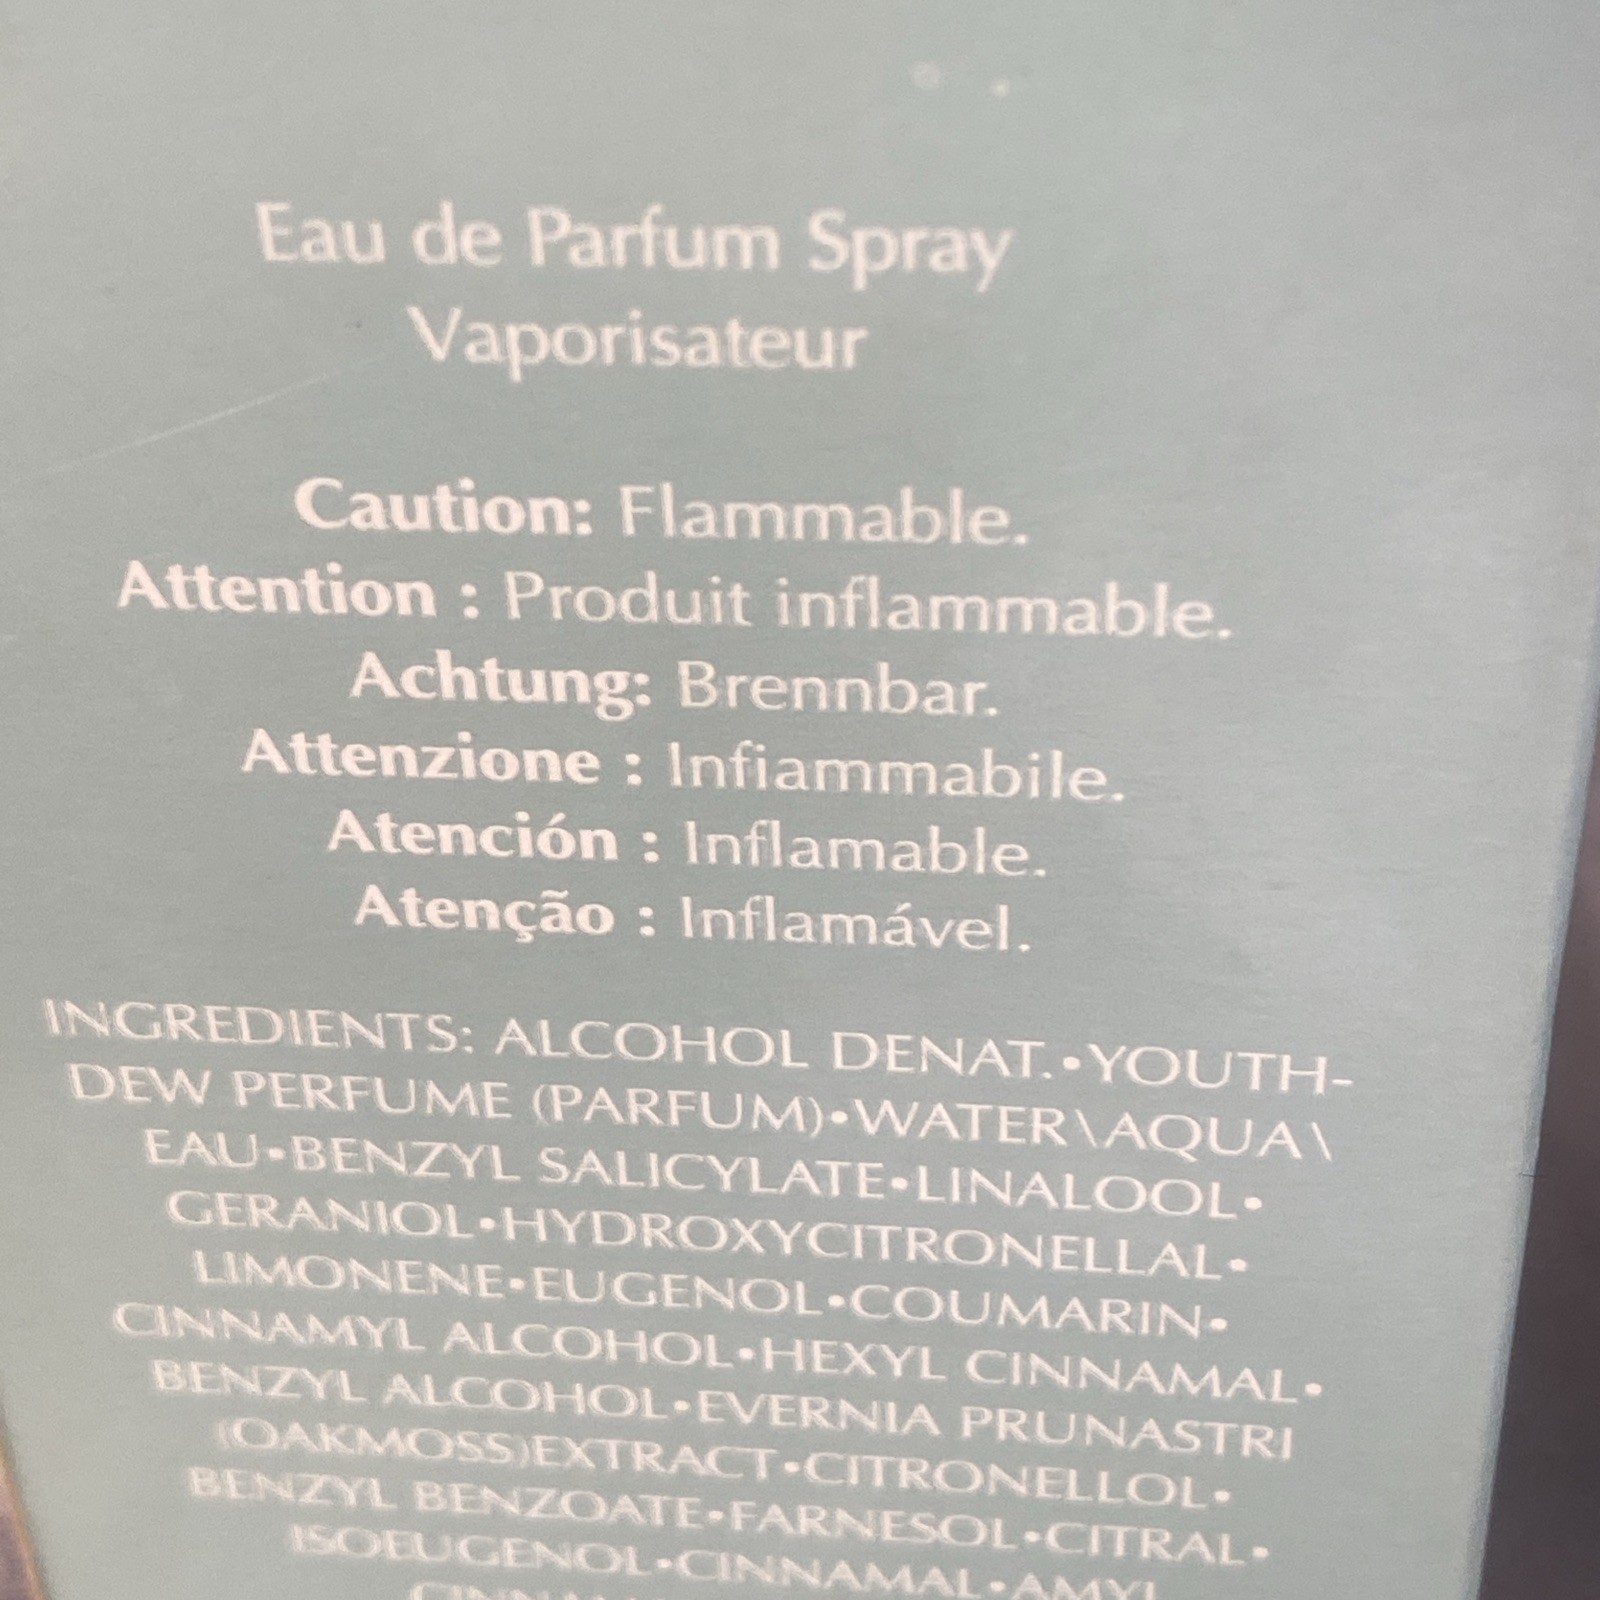 Eau de Parfum Spray
Vaporisateur
Caution: Flammable.
Attention : Produit inflammable.
Achtung: Brennbar.
Attenzione : Infiammabile.
Atención : Inflamable.
Atenção : Inflamável.
INGREDIENTS: ALCOHOL DENAT.•YOUTH-
DEW PERFUME (PARFUM)•WATER\AQUA\
EAU•BENZYL SALICYLATE•LINALOOL•
GERANIOL•HYDROXYCITRONELLAL•
LIMONENE•EUGENOL•COUMARIN•
CINNAMYL ALCOHOL•HEXYL CINNAMAL•
BENZYL ALCOHOL•EVERNIA PRUNASTRI
(OAKMOSS)EXTRACT•CITRONELLOL•
BENZYL BENZOATE•FARNESOL•CITRAL•
ISOEUGENOL•CINNAMAL•AMYL